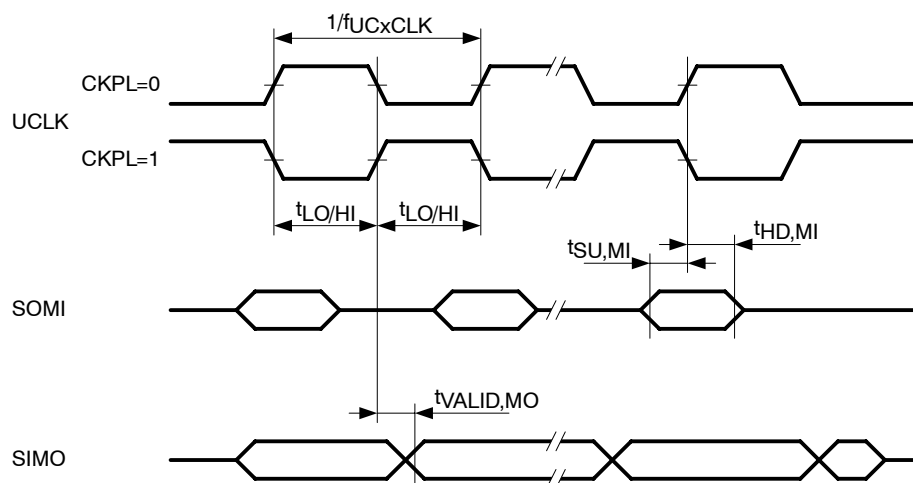 1/fUCxCLK
CKPL=0
UCLK
CKPL=1
tLO/HI tLO/HI
tSU,MI tHD,MI
SOMI
tVALID,MO
SIMO